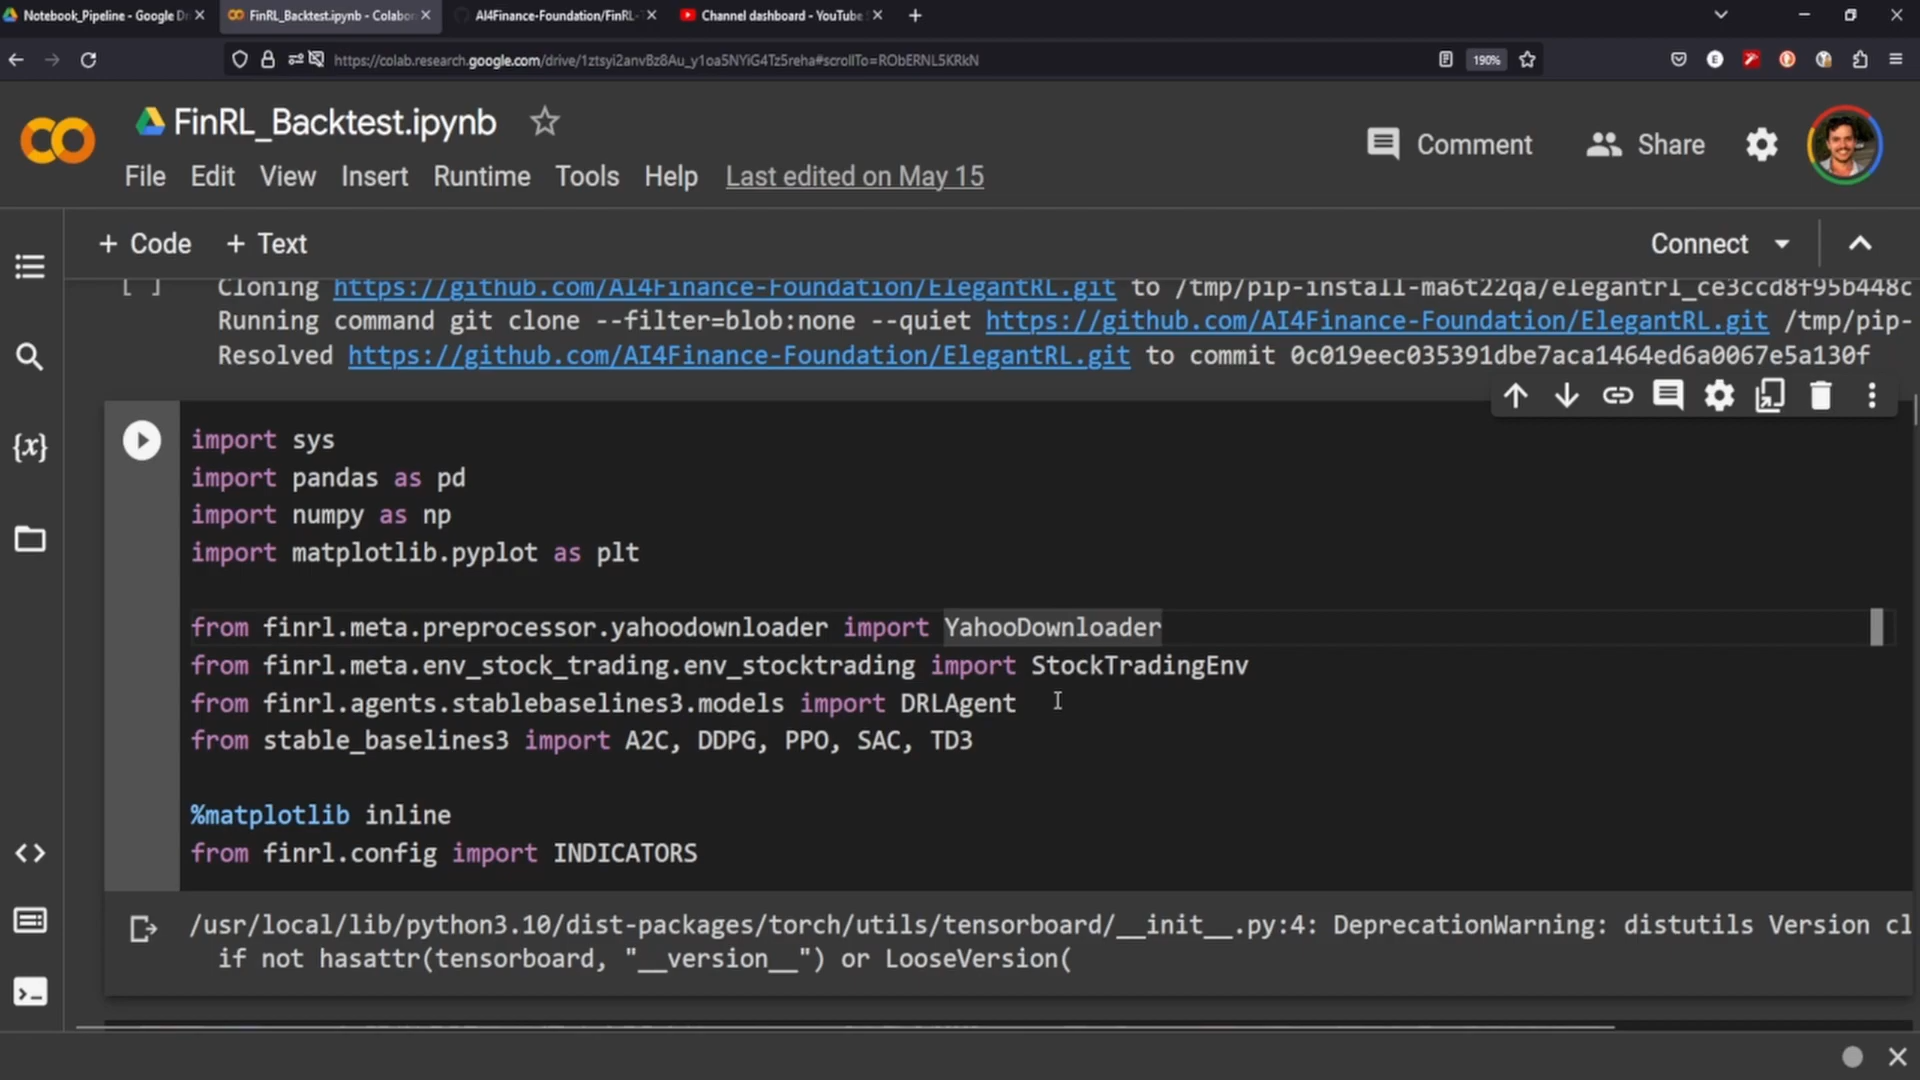 Notebook_Pipeline - Google Dr
FinRL_Backtest.ipynb - Colabor
AI4Finance-Foundation/FinRL-
Channel dashboard - YouTube
https://colab.research.google.com/drive/1ztsyi2anvBz8Au_y1oa5NYiG4Tz5reha#scrollTo=RObERNL5KRkN
190%
FinRL_Backtest.ipynb
Comment
Share
File Edit View Insert Runtime Tools Help Last edited on May 15
+ Code + Text
Connect
[ ] Cloning https://github.com/AI4Finance-Foundation/ElegantRL.git to /tmp/pip-install-ma6t22qa/elegantrl_ce3ccd8f95b448c
Running command git clone --filter=blob:none --quiet https://github.com/AI4Finance-Foundation/ElegantRL.git /tmp/pip-
Resolved https://github.com/AI4Finance-Foundation/ElegantRL.git to commit 0c019eec035391dbe7aca1464ed6a0067e5a130f
import sys
import pandas as pd
import numpy as np
import matplotlib.pyplot as plt
from finrl.meta.preprocessor.yahoodownloader import YahooDownloader
from finrl.meta.env_stock_trading.env_stocktrading import StockTradingEnv
from finrl.agents.stablebaselines3.models import DRLAgent
from stable_baselines3 import A2C, DDPG, PPO, SAC, TD3
%matplotlib inline
from finrl.config import INDICATORS
/usr/local/lib/python3.10/dist-packages/torch/utils/tensorboard/__init__.py:4: DeprecationWarning: distutils Version cl
if not hasattr(tensorboard, "__version__") or LooseVersion(